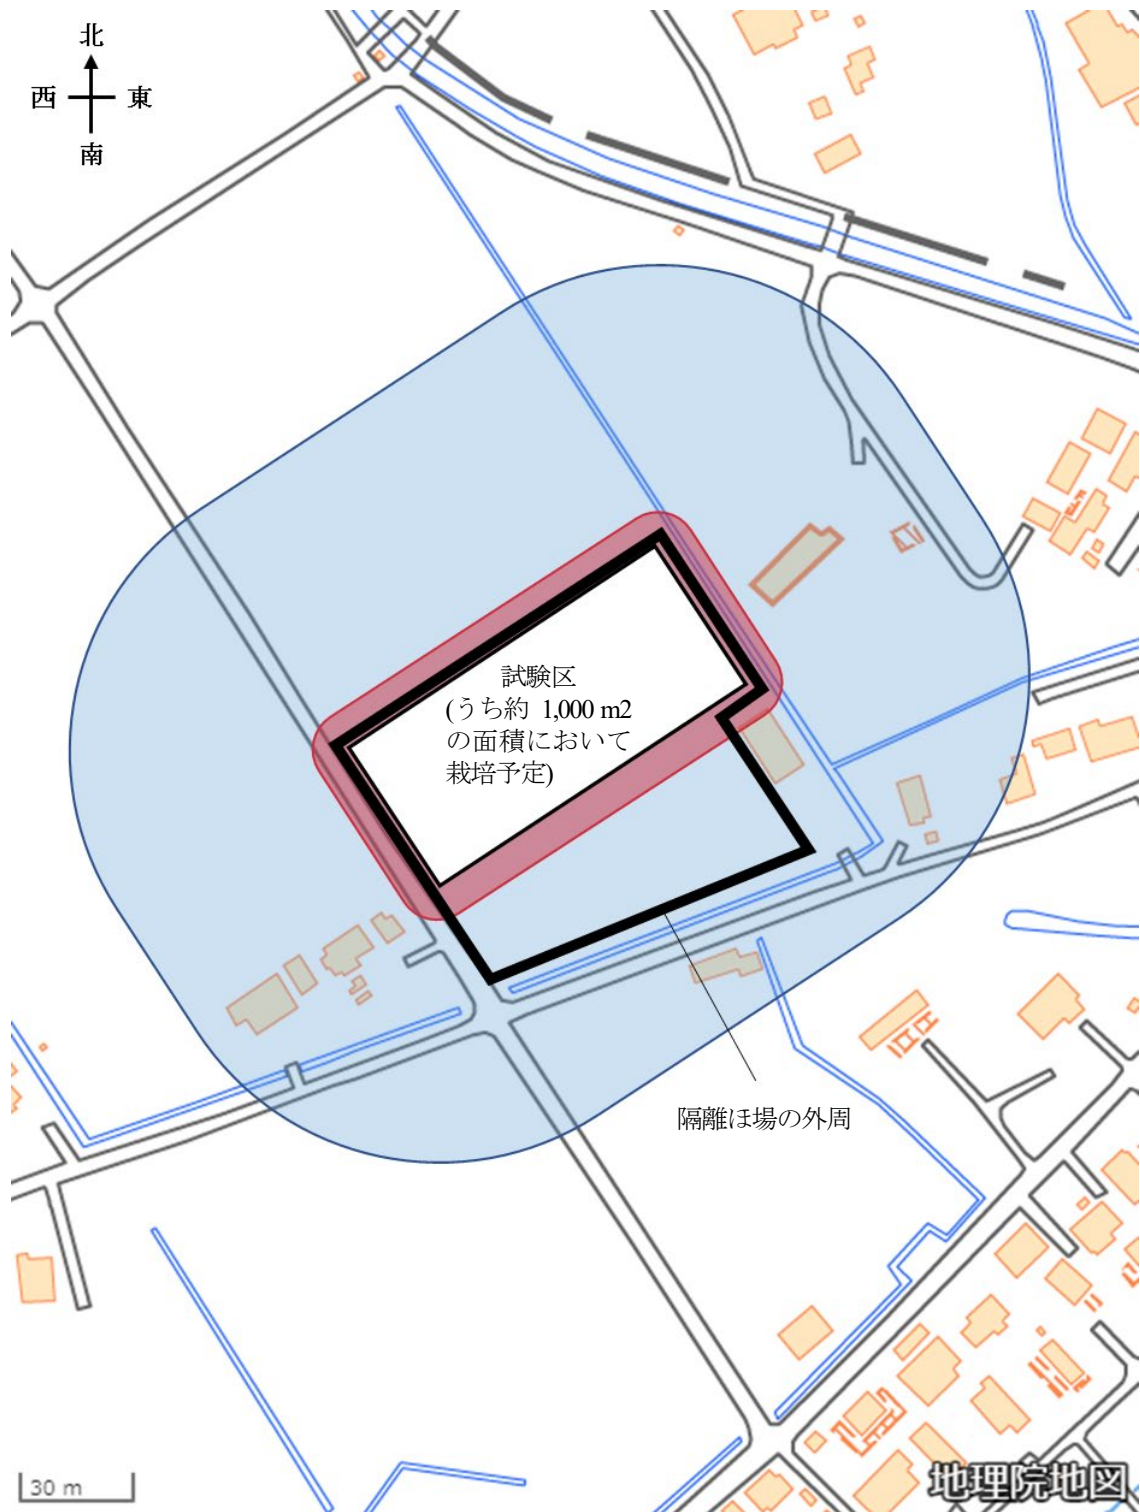 北
西 東
南
試験区
(うち約 1,000 m2
の面積において
栽培予定)
隔離ほ場の外周
30 m
地理院地図